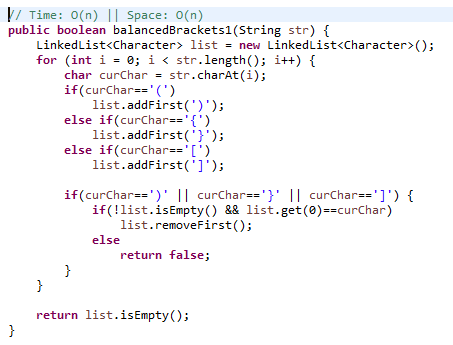 // Time: O(n) || Space: O(n)
public boolean balancedBrackets1(String str) {
    LinkedList<Character> list = new LinkedList<Character>();
    for (int i = 0; i < str.length(); i++) {
        char curChar = str.charAt(i);
        if(curChar=='(')
            list.addFirst(')');
        else if(curChar=='{')
            list.addFirst('}');
        else if(curChar=='[')
            list.addFirst(']');

        if(curChar==')' || curChar=='}' || curChar==']') {
            if(!list.isEmpty() && list.get(0)==curChar)
                list.removeFirst();
            else
                return false;
        }
    }

    return list.isEmpty();
}